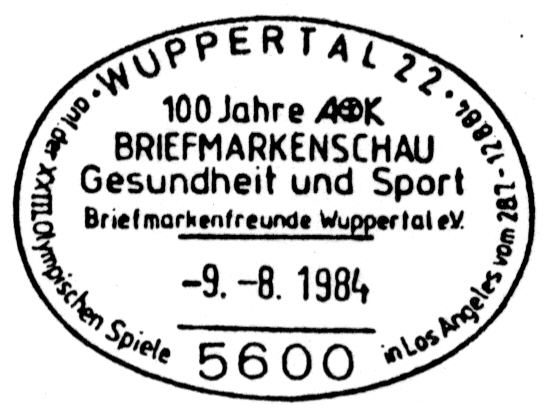 · WUPPERTAL 22 ·
100 Jahre AOK
BRIEFMARKENSCHAU
Gesundheit und Sport
Briefmarkenfreunde Wuppertal e.V.
-9. -8. 1984
5600
anl. der XXIII. Olympischen Spiele
in Los Angeles vom 28.7.-12.8.84